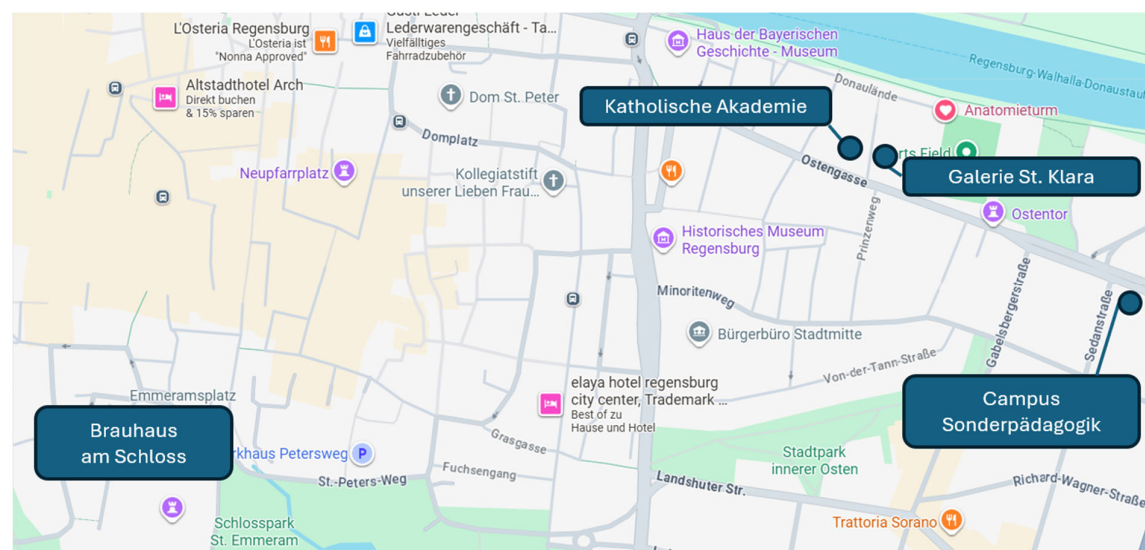 L'Osteria Regensburg
L'Osteria ist
"Nonna Approved"
Lederwarengeschäft - Ta...
Vielfälltiges
Fahrradzubehör
Haus der Bayerischen
Geschichte - Museum
Regensburg-Walhalla-Donaustauf
Altstadthotel Arch
Direkt buchen
& 15% sparen
Dom St. Peter
Donaulände
Katholische Akademie
Anatomieturm
Domplatz
Ostengasse
Field
Galerie St. Klara
Neupfarrplatz
Kollegiatstift
unserer Lieben Frau...
Ostentor
Prinzenweg
Historisches Museum
Regensburg
Minoritenweg
Gabelsbergerstraße
Sedanstraße
Bürgerbüro Stadtmitte
Von-der-Tann-Straße
elaya hotel regensburg
city center, Trademark ...
Best of zu
Hause und Hotel
Emmeramsplatz
Campus
Sonderpädagogik
Brauhaus
am Schloss
Grasgasse
Petersweg
P
Stadtpark
innerer Osten
Fuchsengang
St.-Peters-Weg
Landshuter Str.
Richard-Wagner-Straße
Schlosspark
St. Emmeram
Trattoria Sorano